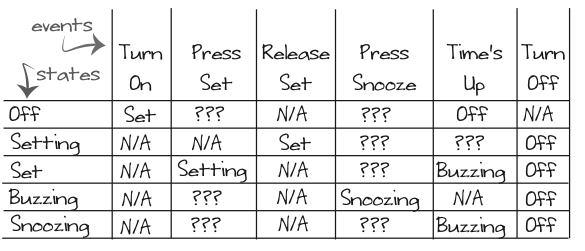 events
Turn Press Release Press Time's Turn
states On Set Set Snooze Up Off
Off Set ??? N/A ??? Off N/A
Setting N/A N/A Set ??? ??? Off
Set N/A Setting N/A ??? Buzzing Off
Buzzing N/A ??? N/A Snoozing N/A Off
Snoozing N/A ??? N/A ??? Buzzing Off